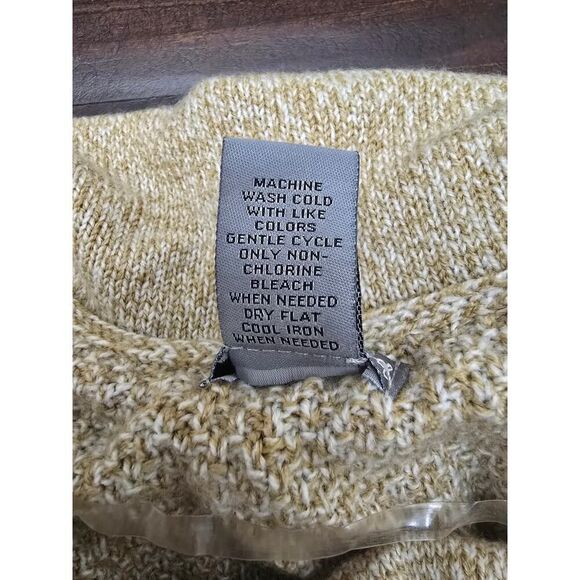 MACHINE
WASH COLD
WITH LIKE
COLORS
GENTLE CYCLE
ONLY NON-
CHLORINE
BLEACH
WHEN NEEDED
DRY FLAT
COOL IRON
WHEN NEEDED